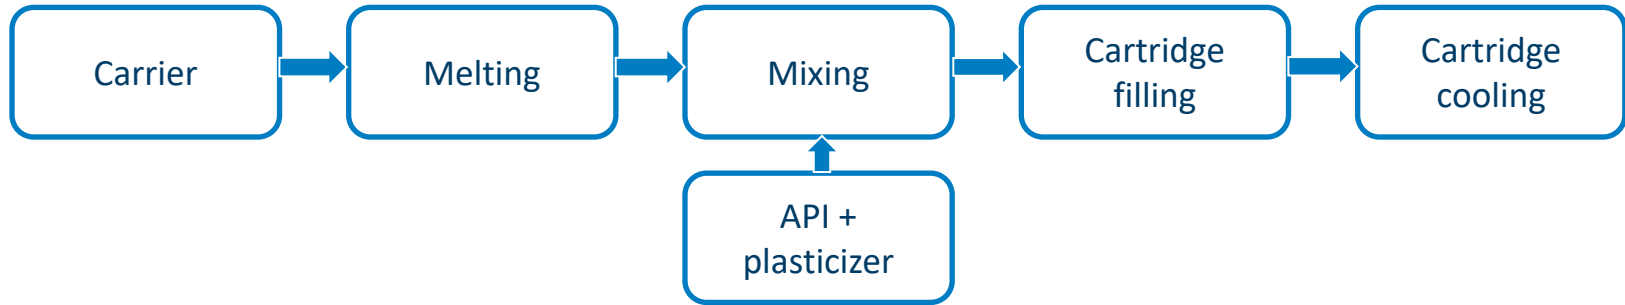 Carrier
Melting
Mixing
Cartridge
filling
Cartridge
cooling
API +
plasticizer